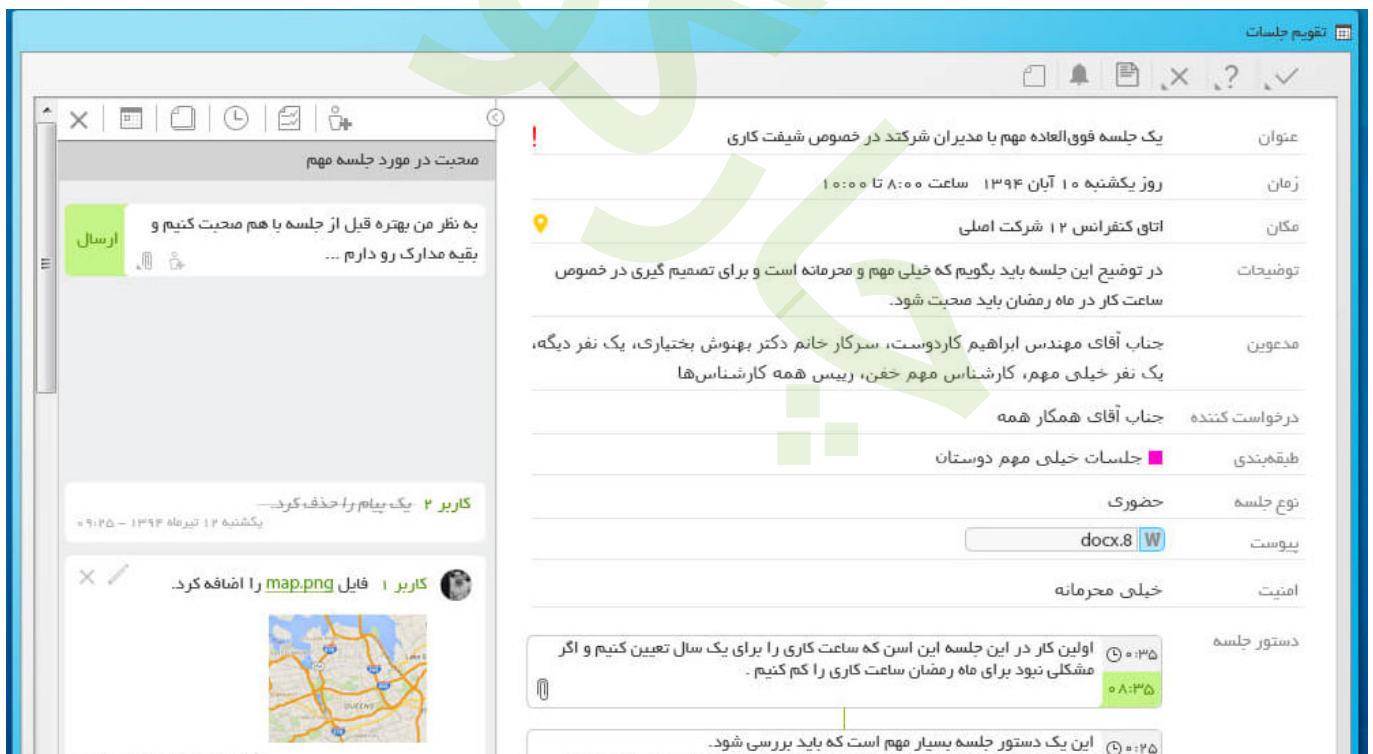 تقویم جلسات
عنوان
یک جلسه فوق‌العاده مهم با مدیران شرکتد در خصوص شیفت کاری
!
زمان
روز یکشنبه ۱۰ آبان ۱۳۹۴ ساعت ۸:۰۰ تا ۱۰:۰۰
مکان
اتاق کنفرانس ۱۲ شرکت اصلی
توضیحات
در توضیح این جلسه باید بگویم که خیلی مهم و محرمانه است و برای تصمیم گیری در خصوص
ساعت کار در ماه رمضان باید صحبت شود.
مدعوین
جناب آقای مهندس ابراهیم کاردوست، سرکار خانم دکتر بهنوش بختیاری، یک نفر دیگه،
یک نفر خیلی مهم، کارشناس مهم خفن، رییس همه کارشناس‌ها
درخواست کننده
جناب آقای همکار همه
طبقه‌بندی
جلسات خیلی مهم دوستان
نوع جلسه
حضوری
پیوست
W docx.8
امنیت
خیلی محرمانه
دستور جلسه
۰:۳۵
اولین کار در این جلسه این اسن که ساعت کاری را برای یک سال تعیین کنیم و اگر
مشکلی نبود برای ماه رمضان ساعت کاری را کم کنیم .
۰۸:۳۵
۰:۲۵
این یک دستور جلسه بسیار مهم است که باید بررسی شود.
صحبت در مورد جلسه مهم
به نظر من بهتره قبل از جلسه با هم صحبت کنیم و
بقیه مدارک رو دارم ...
ارسال
کاربر ۲ یک پیام را حذف کرد.
یکشنبه ۱۲ تیرماه ۱۳۹۴ – ۰۹:۲۵
کاربر ۱ فایل map.png را اضافه کرد.
QUEENS